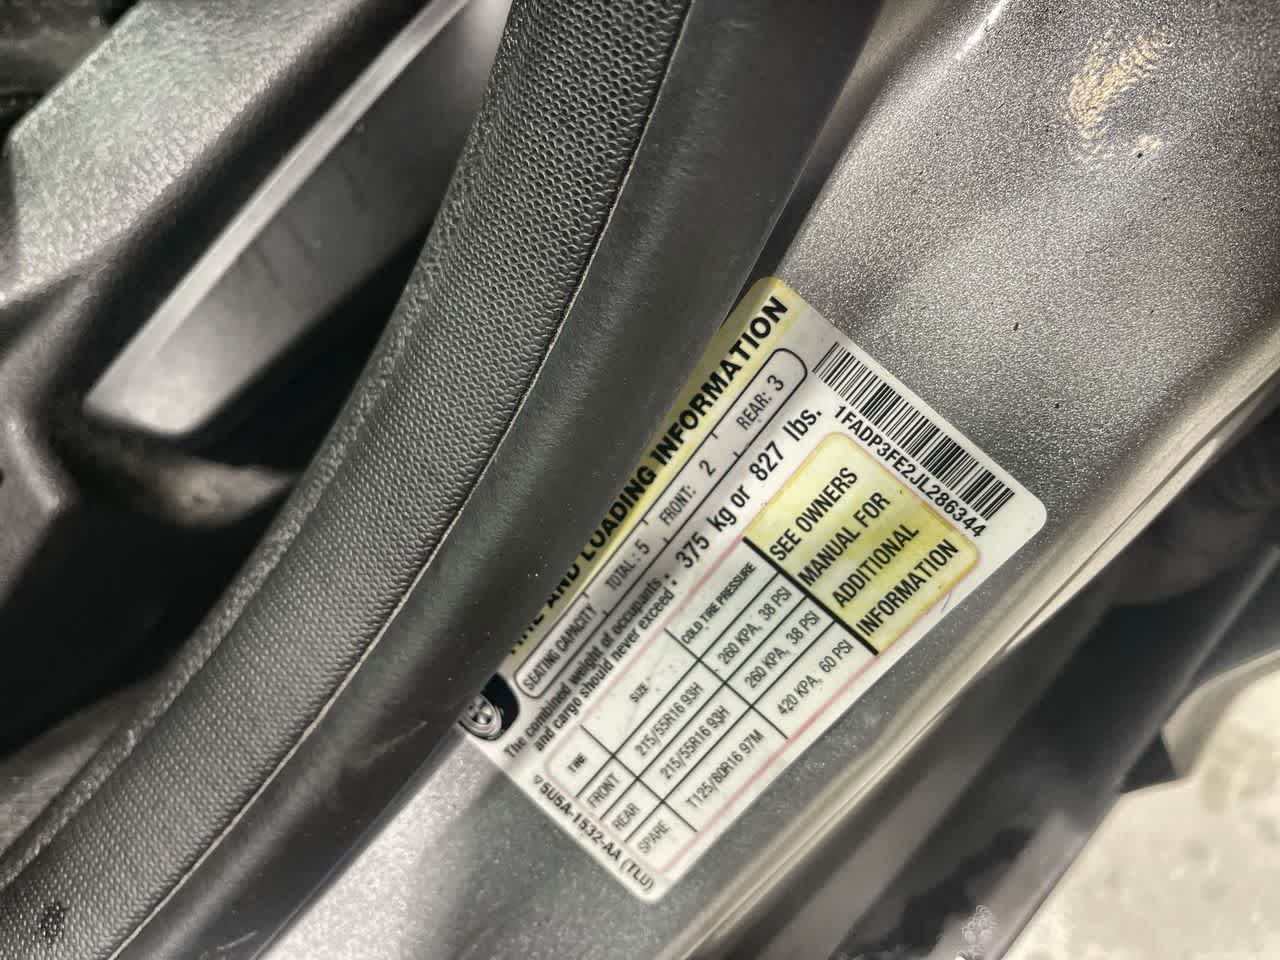 AND LOADING INFORMATION
SEATING CAPACITY TOTAL: 5 FRONT: 2 REAR: 3
The combined weight of occupants
and cargo should never exceed : 375 kg or 827 lbs.
TIRE SIZE COLD TIRE PRESSURE
FRONT 215/55R16 93H 260 KPA, 38 PSI
REAR 215/55R16 93H 260 KPA, 38 PSI
SPARE T125/80R16 97M 420 KPA, 60 PSI
SEE OWNERS
MANUAL FOR
ADDITIONAL
INFORMATION
5U5A-1532-AA (TLU)
1FADP3FE2JL286344